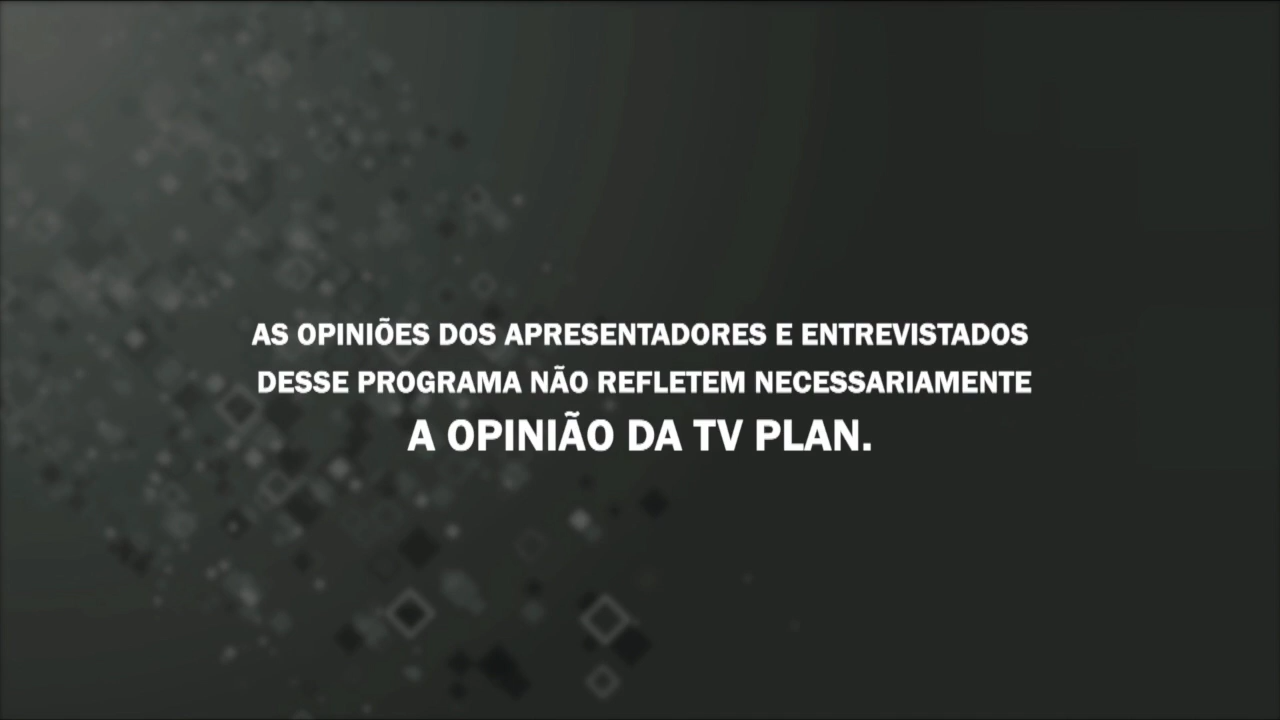 AS OPINIÕES DOS APRESENTADORES E ENTREVISTADOS
DESSE PROGRAMA NÃO REFLETEM NECESSARIAMENTE
A OPINIÃO DA TV PLAN.